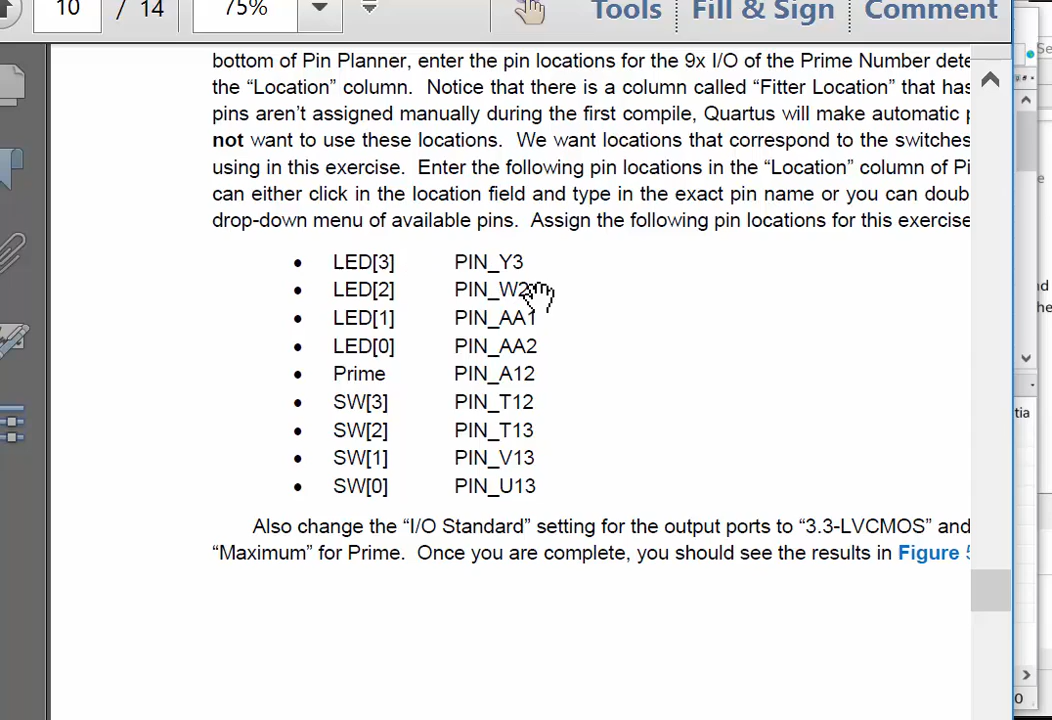 10 / 14 75% Tools Fill & Sign Comment
bottom of Pin Planner, enter the pin locations for the 9x I/O of the Prime Number dete
the “Location” column. Notice that there is a column called “Fitter Location” that has
pins aren’t assigned manually during the first compile, Quartus will make automatic p
not want to use these locations. We want locations that correspond to the switches
using in this exercise. Enter the following pin locations in the “Location” column of Pi
can either click in the location field and type in the exact pin name or you can doub
drop-down menu of available pins. Assign the following pin locations for this exercise
• LED[3] PIN_Y3
• LED[2] PIN_W2
• LED[1] PIN_AA1
• LED[0] PIN_AA2
• Prime PIN_A12
• SW[3] PIN_T12
• SW[2] PIN_T13
• SW[1] PIN_V13
• SW[0] PIN_U13
Also change the “I/O Standard” setting for the output ports to “3.3-LVCMOS” and
“Maximum” for Prime. Once you are complete, you should see the results in Figure
nd
he
tia
0